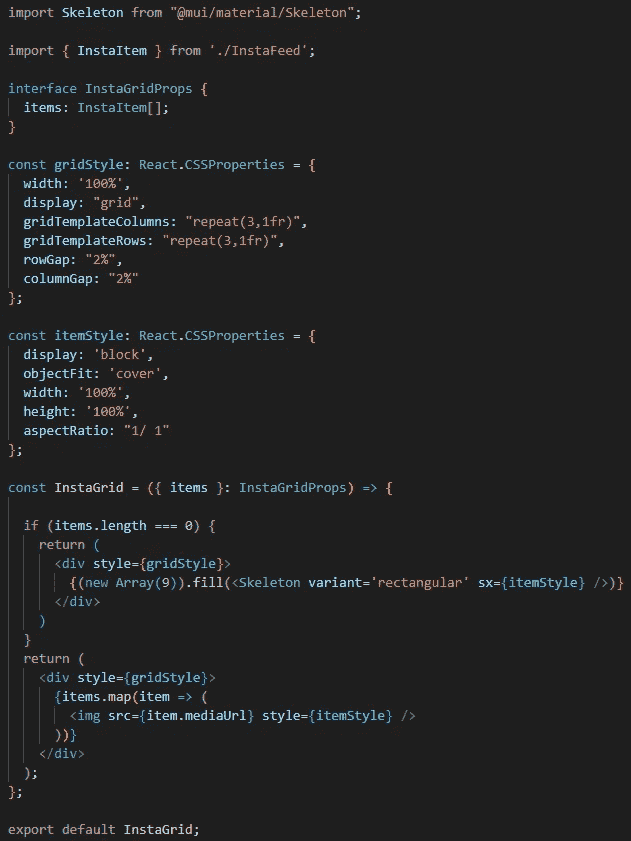 import Skeleton from "@mui/material/Skeleton";
import { InstaItem } from './InstaFeed';
interface InstaGridProps {
  items: InstaItem[];
}
const gridStyle: React.CSSProperties = {
  width: '100%',
  display: "grid",
  gridTemplateColumns: "repeat(3,1fr)",
  gridTemplateRows: "repeat(3,1fr)",
  rowGap: "2%",
  columnGap: "2%"
};
const itemStyle: React.CSSProperties = {
  display: 'block',
  objectFit: 'cover',
  width: '100%',
  height: '100%',
  aspectRatio: "1/ 1"
};
const InstaGrid = ({ items }: InstaGridProps) => {
  if (items.length === 0) {
    return (
      <div style={gridStyle}>
        {(new Array(9)).fill(<Skeleton variant='rectangular' sx={itemStyle} />)}
      </div>
    )
  }
  return (
    <div style={gridStyle}>
      {items.map(item => (
        <img src={item.mediaUrl} style={itemStyle} />
      ))}
    </div>
  );
};
export default InstaGrid;